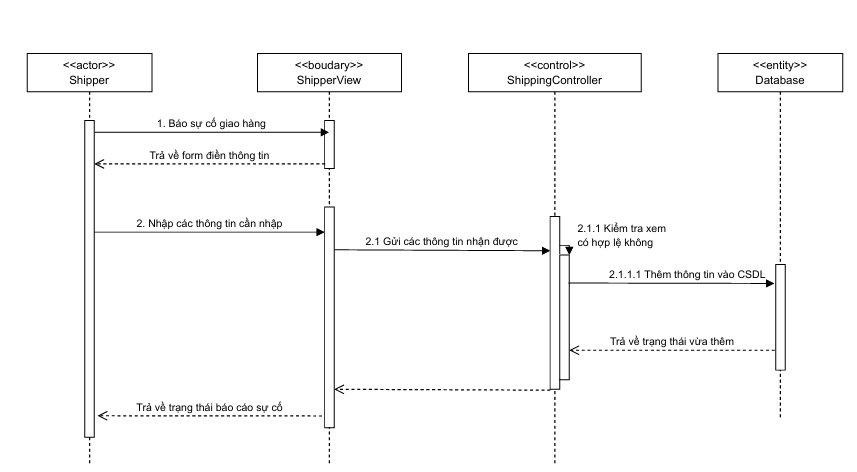 <<actor>>
Shipper
<<boudary>>
ShipperView
<<control>>
ShippingController
<<entity>>
Database
1. Báo sự cố giao hàng
Trả về form điền thông tin
2. Nhập các thông tin cần nhập
2.1 Gửi các thông tin nhận được
2.1.1 Kiểm tra xem
có hợp lệ không
2.1.1.1 Thêm thông tin vào CSDL
Trả về trạng thái vừa thêm
Trả về trạng thái báo cáo sự cố